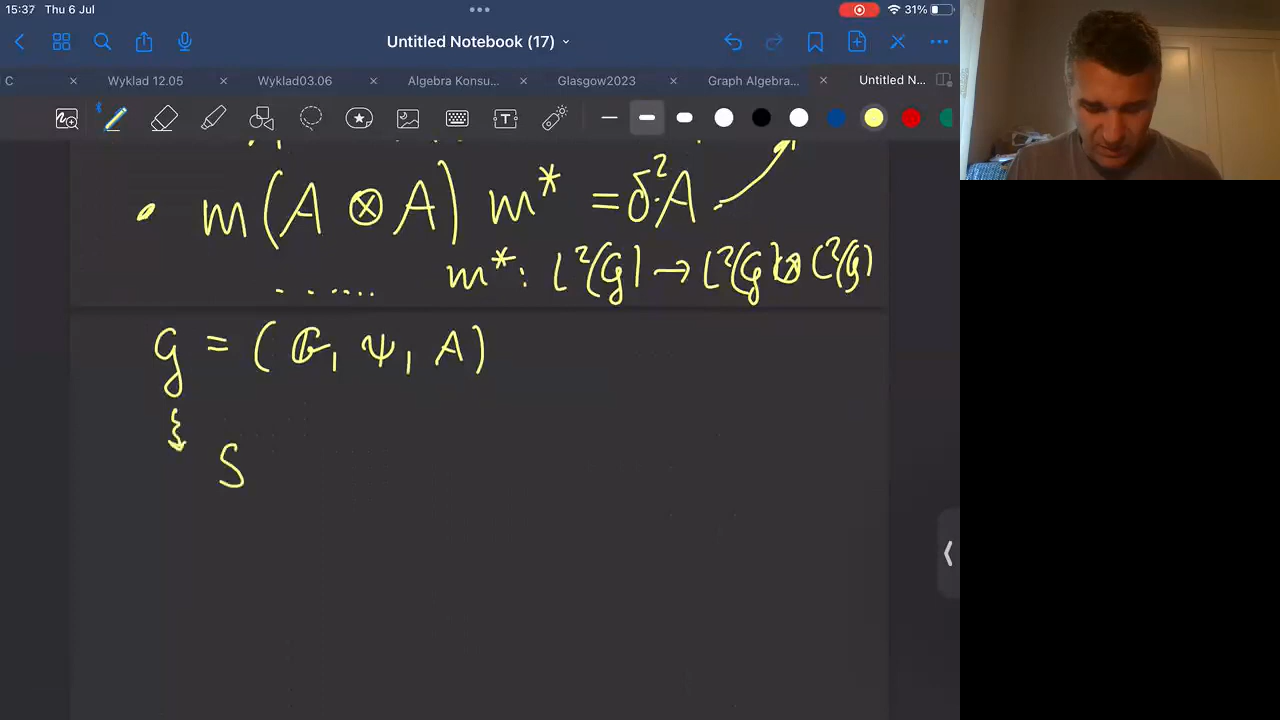 15:37 Thu 6 Jul
31%
Untitled Notebook (17)
C
Wyklad 12.05
Wyklad03.06
Algebra Konsu...
Glasgow2023
Graph Algebra...
Untitled N...
m(A ⊗ A) m* = δ²·A
m*: L²(G) → L²(G) ⊗ L²(G)
......
G = (G, ψ, A)
S